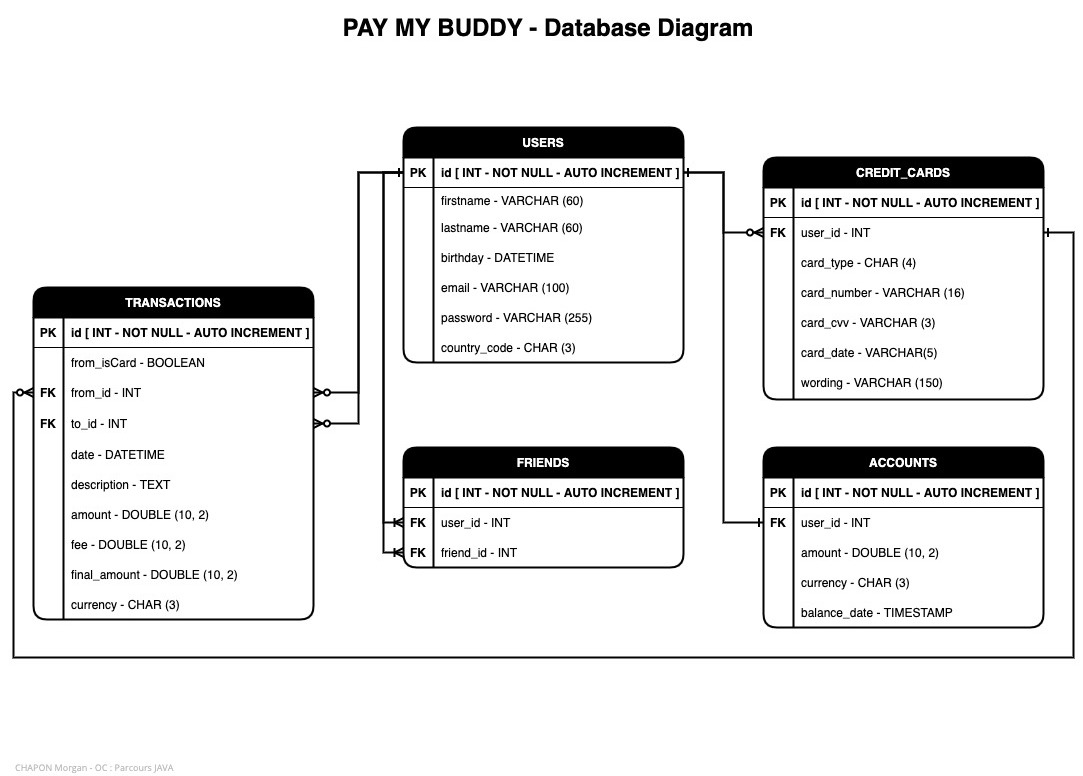 PAY MY BUDDY - Database Diagram
USERS
PK id [ INT - NOT NULL - AUTO INCREMENT ]
firstname - VARCHAR (60)
lastname - VARCHAR (60)
birthday - DATETIME
email - VARCHAR (100)
password - VARCHAR (255)
country_code - CHAR (3)
CREDIT_CARDS
PK id [ INT - NOT NULL - AUTO INCREMENT ]
FK user_id - INT
card_type - CHAR (4)
card_number - VARCHAR (16)
card_cvv - VARCHAR (3)
card_date - VARCHAR(5)
wording - VARCHAR (150)
TRANSACTIONS
PK id [ INT - NOT NULL - AUTO INCREMENT ]
from_isCard - BOOLEAN
FK from_id - INT
FK to_id - INT
date - DATETIME
description - TEXT
amount - DOUBLE (10, 2)
fee - DOUBLE (10, 2)
final_amount - DOUBLE (10, 2)
currency - CHAR (3)
FRIENDS
PK id [ INT - NOT NULL - AUTO INCREMENT ]
FK user_id - INT
FK friend_id - INT
ACCOUNTS
PK id [ INT - NOT NULL - AUTO INCREMENT ]
FK user_id - INT
amount - DOUBLE (10, 2)
currency - CHAR (3)
balance_date - TIMESTAMP
CHAPON Morgan - OC : Parcours JAVA